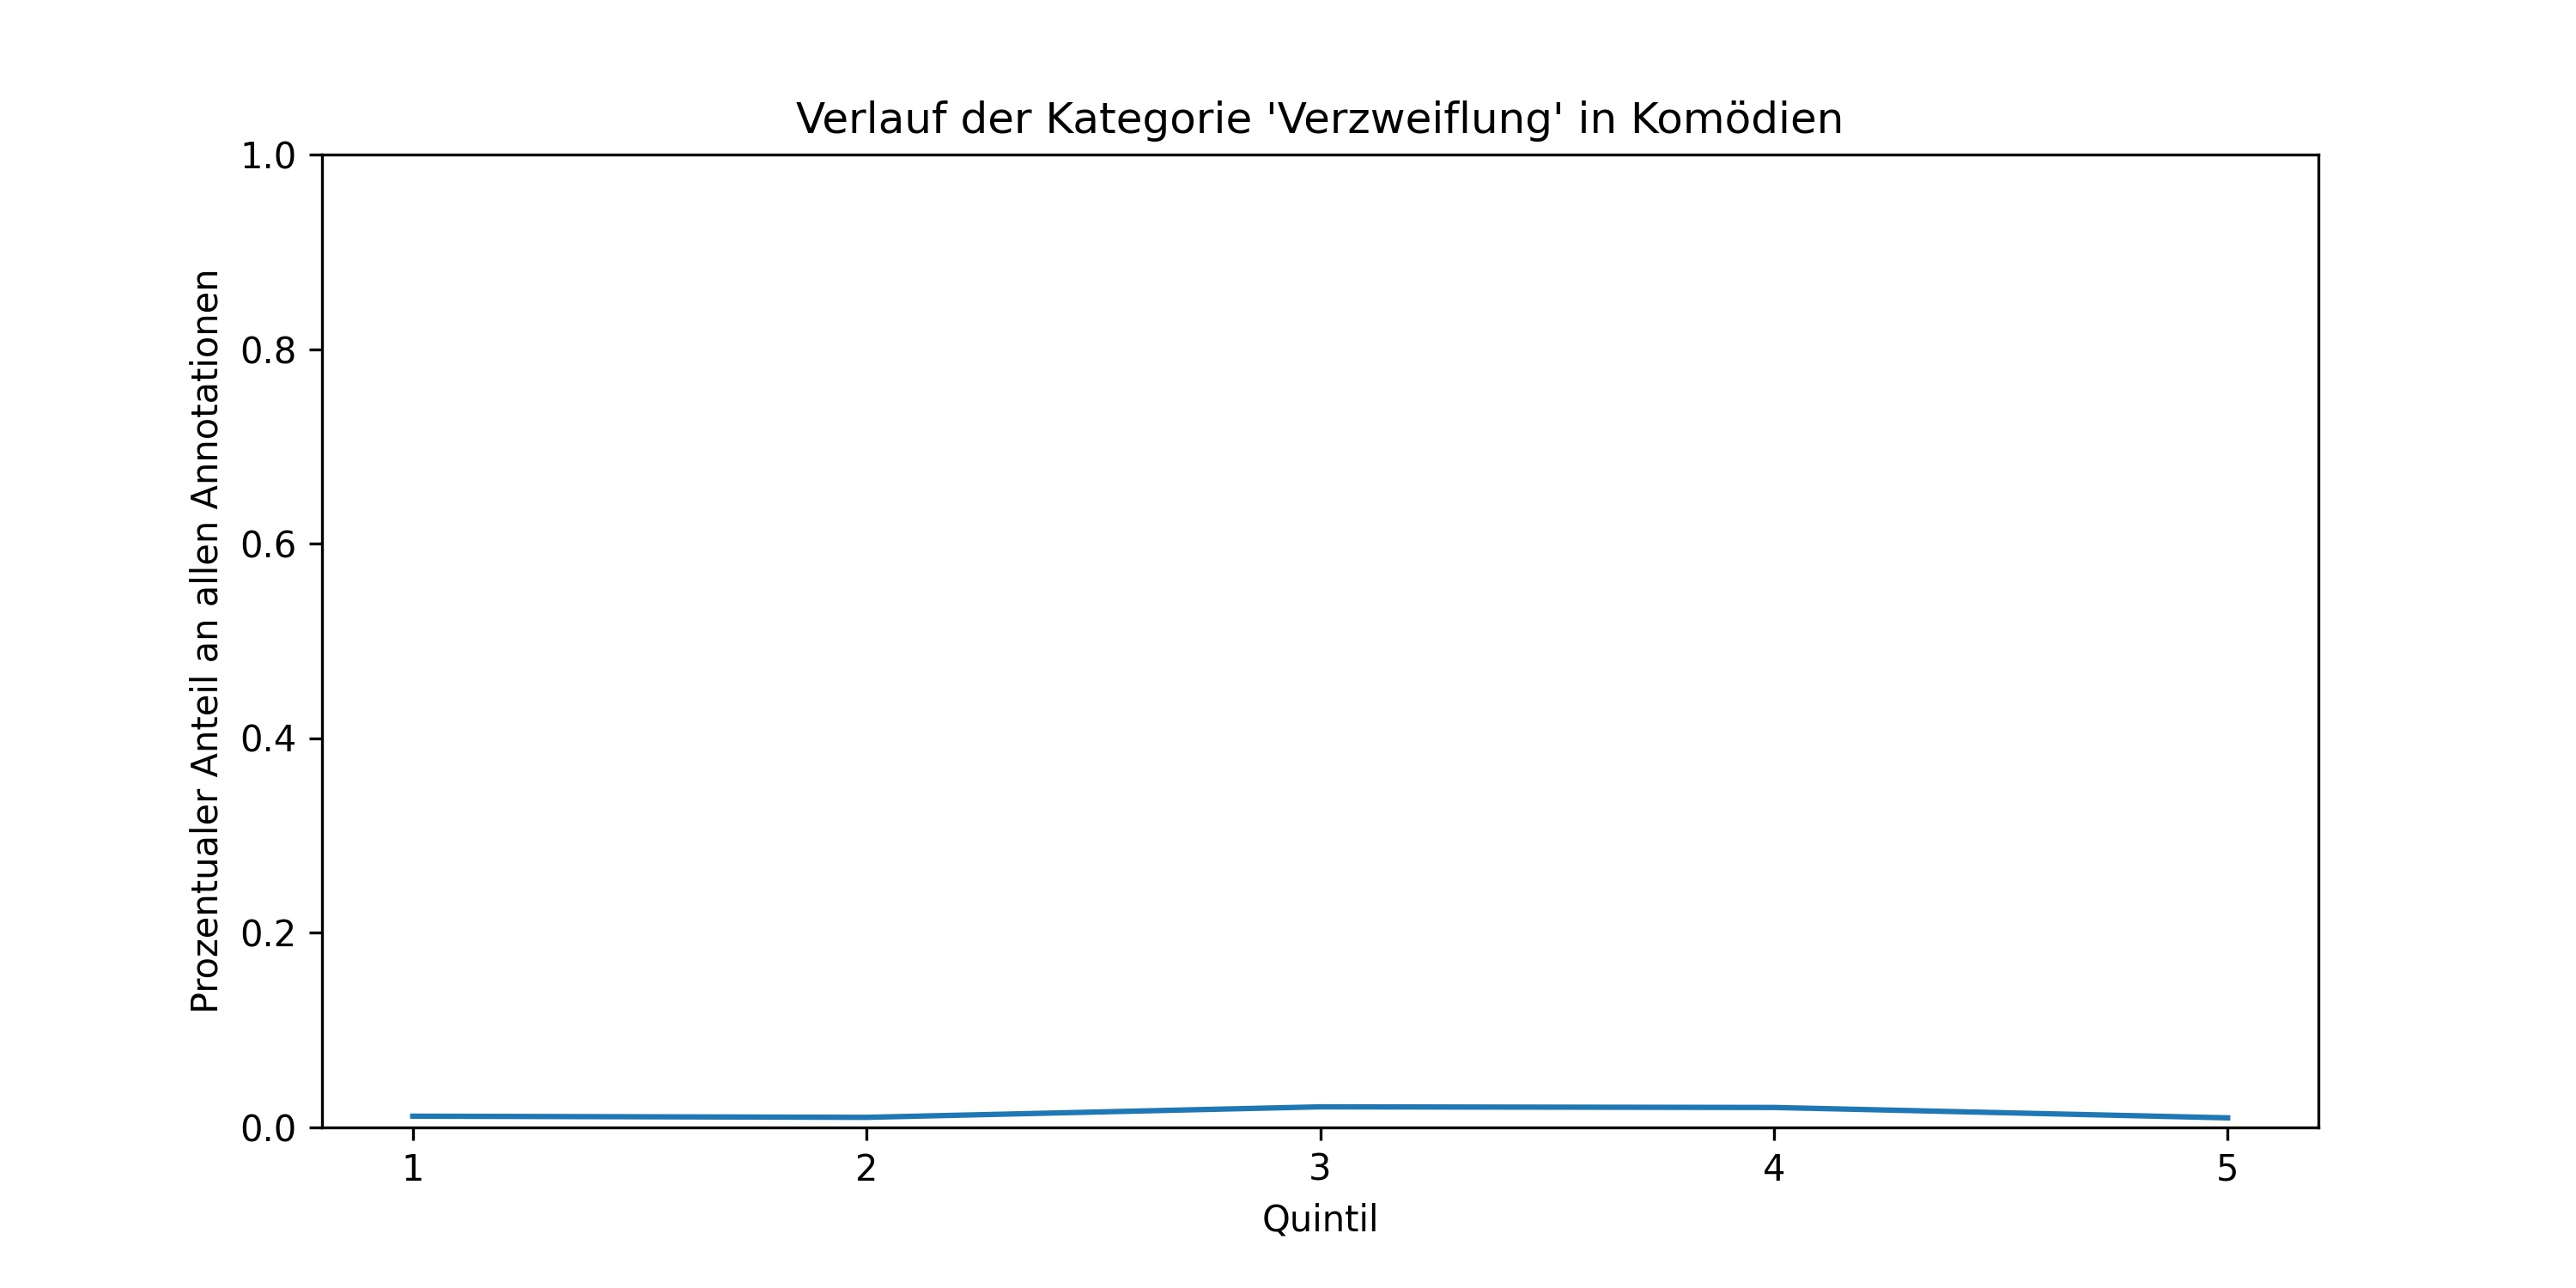 Verlauf der Kategorie 'Verzweiflung' in Komödien
Prozentualer Anteil an allen Annotationen
1.0
0.8
0.6
0.4
0.2
0.0
1 2 3 4 5
Quintil